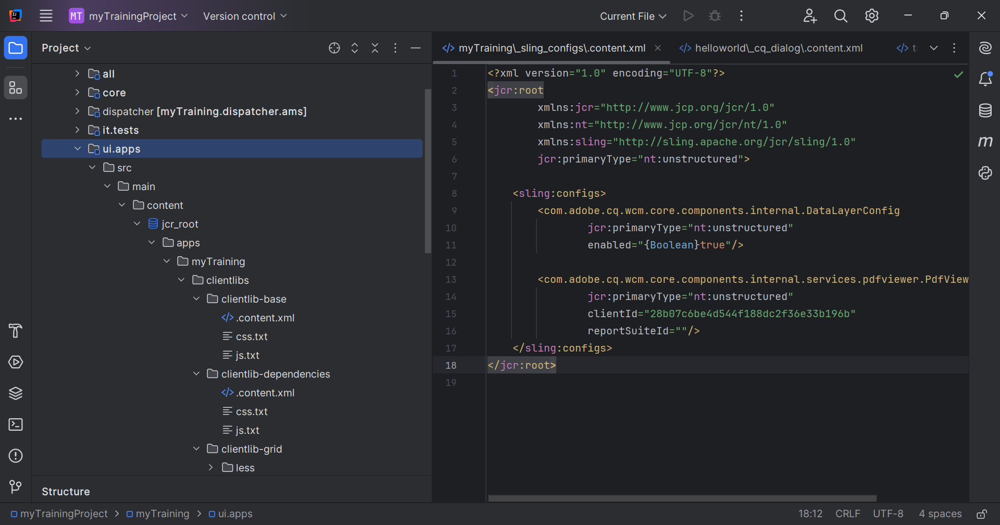 MT myTrainingProject Version control Current File
Project
all
core
dispatcher [myTraining.dispatcher.ams]
it.tests
ui.apps
src
main
content
jcr_root
apps
myTraining
clientlibs
clientlib-base
.content.xml
css.txt
js.txt
clientlib-dependencies
.content.xml
css.txt
js.txt
clientlib-grid
less
Structure
myTraining\_sling_configs\.content.xml helloworld\_cq_dialog\.content.xml
1 <?xml version="1.0" encoding="UTF-8"?>
2 <jcr:root
3 xmlns:jcr="http://www.jcp.org/jcr/1.0"
4 xmlns:nt="http://www.jcp.org/jcr/nt/1.0"
5 xmlns:sling="http://sling.apache.org/jcr/sling/1.0"
6 jcr:primaryType="nt:unstructured">
7
8 <sling:configs>
9 <com.adobe.cq.wcm.core.components.internal.DataLayerConfig
10 jcr:primaryType="nt:unstructured"
11 enabled="{Boolean}true"/>
12
13 <com.adobe.cq.wcm.core.components.internal.services.pdfviewer.PdfView
14 jcr:primaryType="nt:unstructured"
15 clientId="28b07c6be4d544f188dc2f36e33b196b"
16 reportSuiteId=""/>
17 </sling:configs>
18 </jcr:root>
19
myTrainingProject > myTraining > ui.apps 18:12 CRLF UTF-8 4 spaces